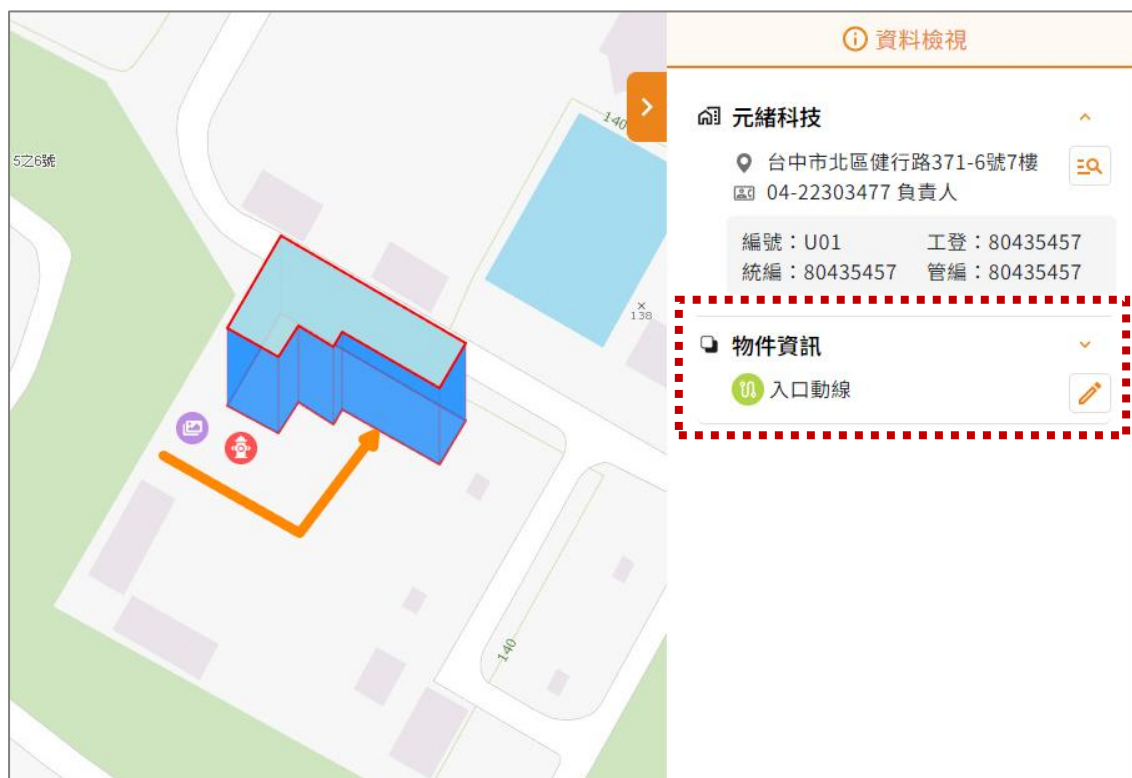 資料檢視
元緒科技
台中市北區健行路371-6號7樓
04-22303477 負責人
編號：U01 工登：80435457
統編：80435457 管編：80435457
物件資訊
入口動線
5之6號
140
138
140